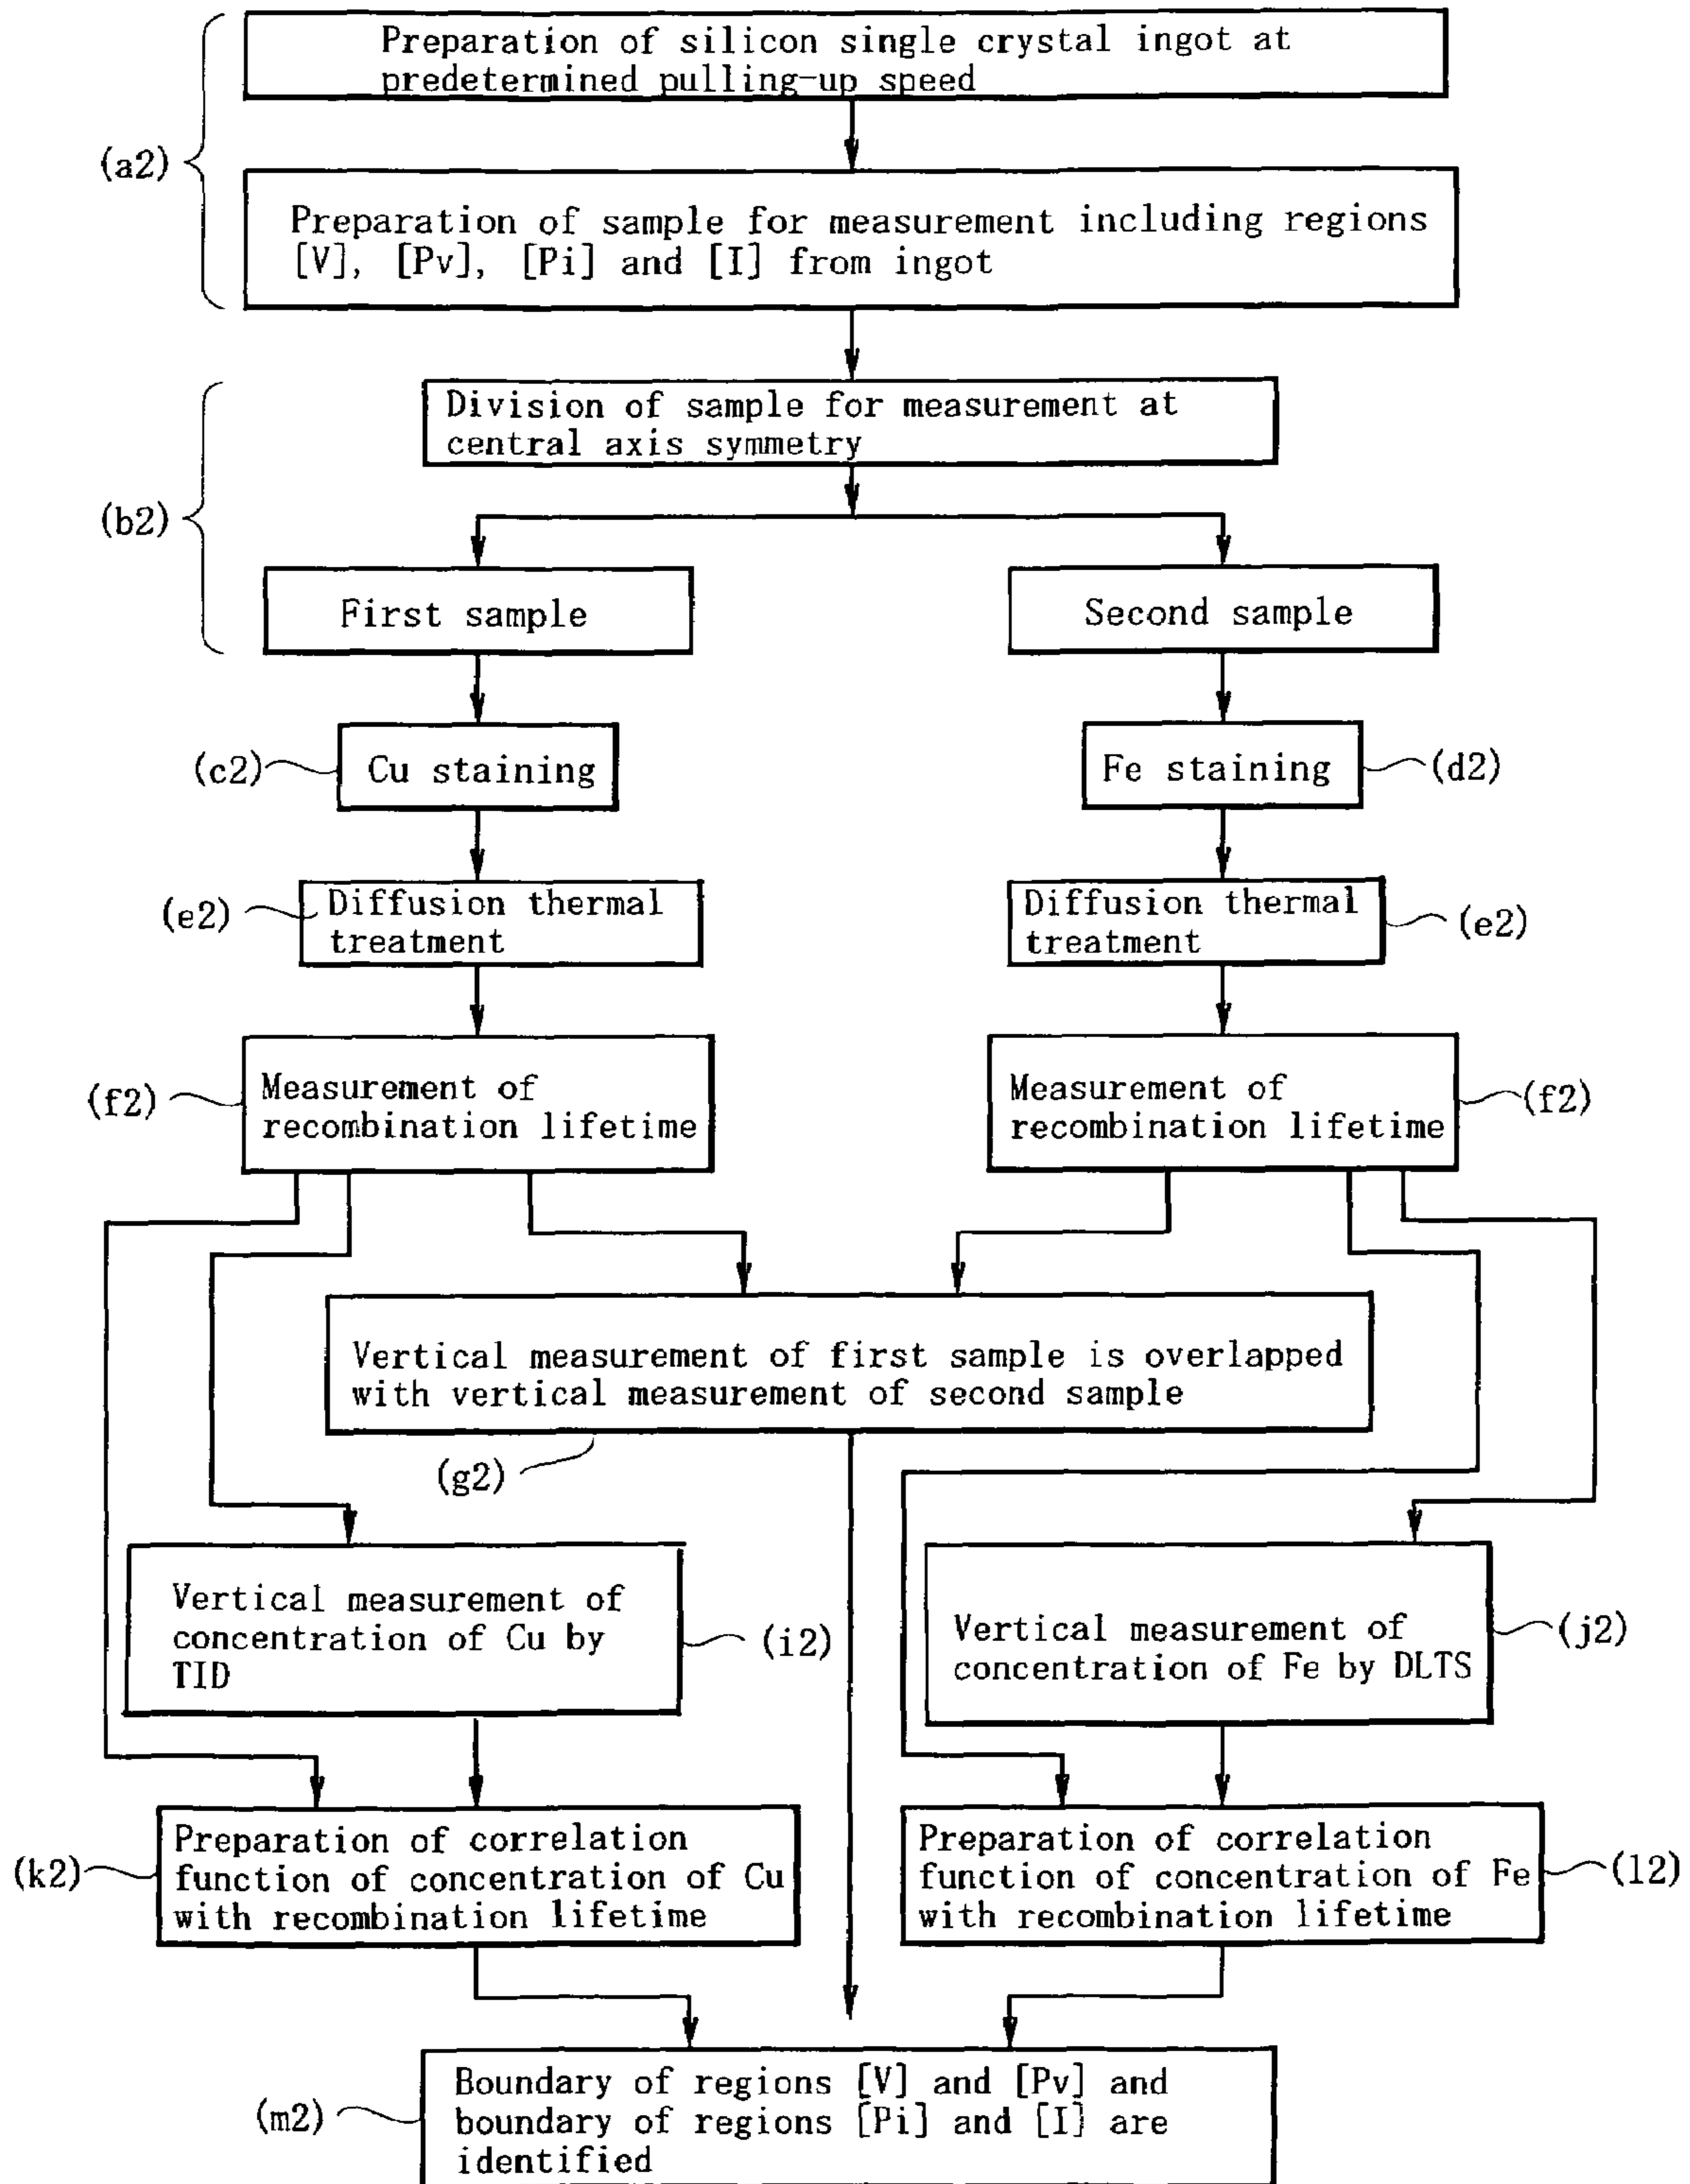 Preparation of silicon single crystal ingot at
predetermined pulling-up speed
(a2)
Preparation of sample for measurement including regions
[V], [Pv], [Pi] and [I] from ingot
Division of sample for measurement at
central axis symmetry
(b2)
First sample
Second sample
(c2)
Cu staining
Fe staining
(d2)
(e2)
Diffusion thermal
treatment
Diffusion thermal
treatment
(e2)
(f2)
Measurement of
recombination lifetime
Measurement of
recombination lifetime
(f2)
Vertical measurement of first sample is overlapped
with vertical measurement of second sample
(g2)
Vertical measurement of
concentration of Cu by
TID
(i2)
Vertical measurement of
concentration of Fe by DLTS
(j2)
(k2)
Preparation of correlation
function of concentration of Cu
with recombination lifetime
Preparation of correlation
function of concentration of Fe
with recombination lifetime
(l2)
(m2)
Boundary of regions [V] and [Pv] and
boundary of regions [Pi] and [I] are
identified